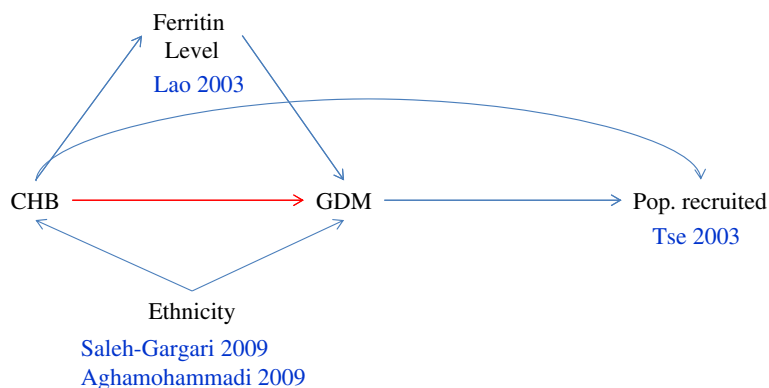 Ferritin
Level
Lao 2003
CHB
GDM
Pop. recruited
Tse 2003
Ethnicity
Saleh-Gargari 2009
Aghamohammadi 2009